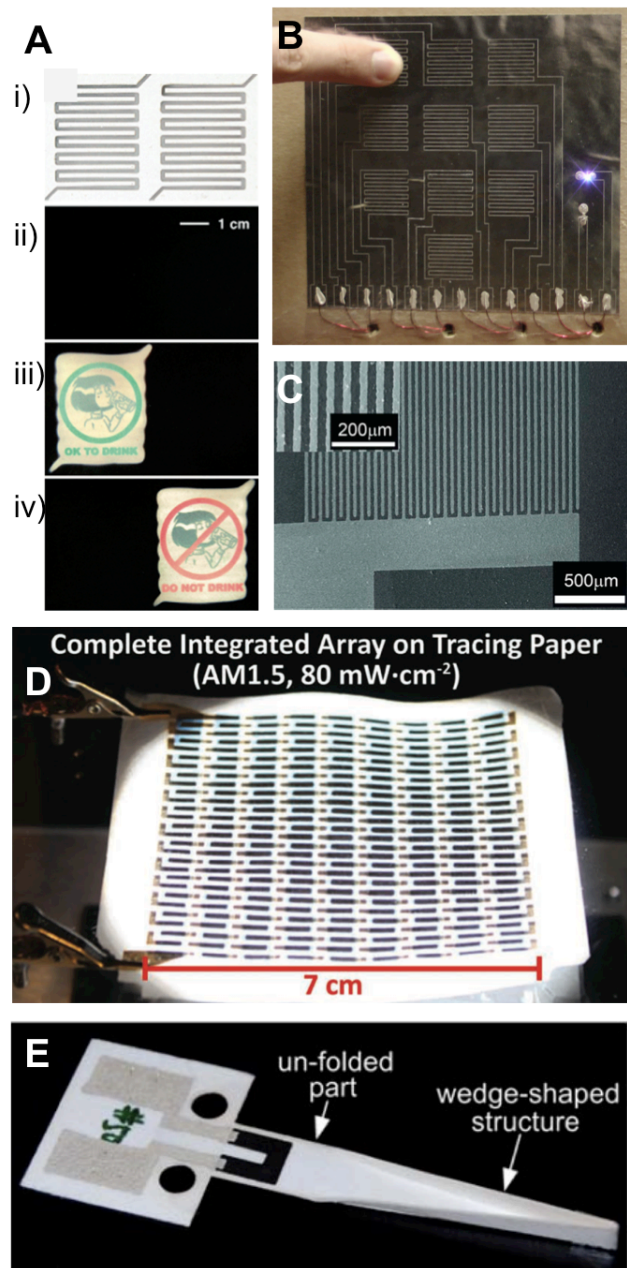 A
i)
ii)
1 cm
iii)
OK TO DRINK
iv)
DO NOT DRINK
B
C
200µm
500µm
D
Complete Integrated Array on Tracing Paper
(AM1.5, 80 mW·cm-2)
7 cm
E
un-folded
part
wedge-shaped
structure